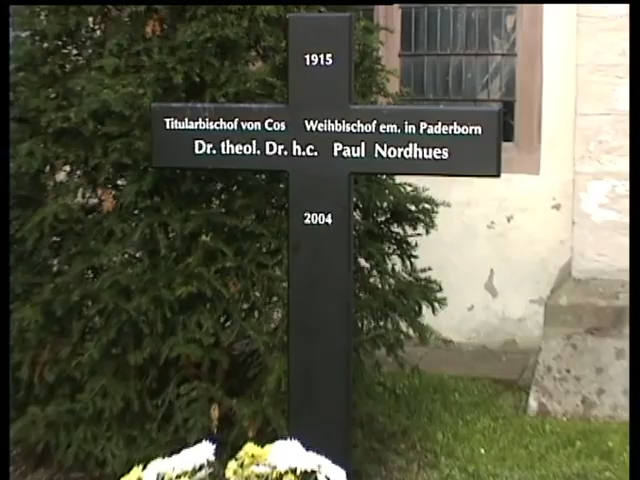 1915
Titularbischof von Cos Weihbischof em. in Paderborn
Dr. theol. Dr. h.c. Paul Nordhues
2004